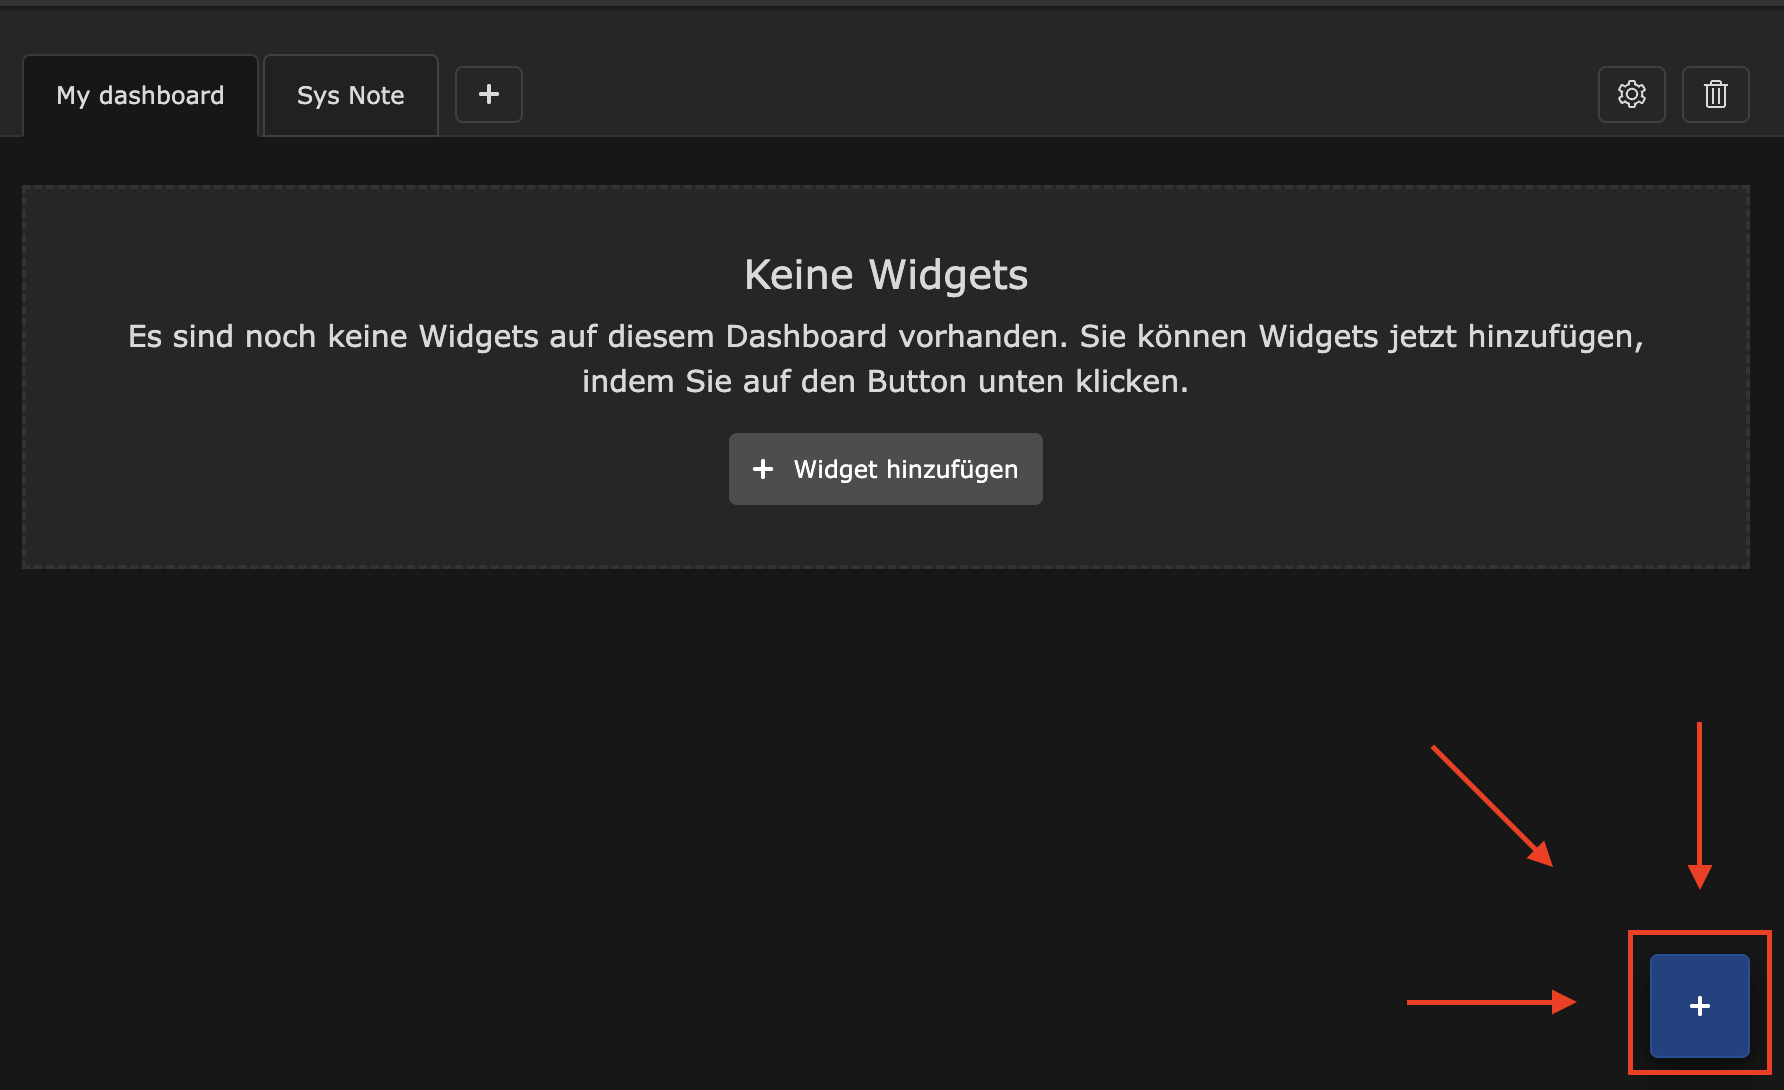 My dashboard
Sys Note
+
Keine Widgets
Es sind noch keine Widgets auf diesem Dashboard vorhanden. Sie können Widgets jetzt hinzufügen,
indem Sie auf den Button unten klicken.
+ Widget hinzufügen
+